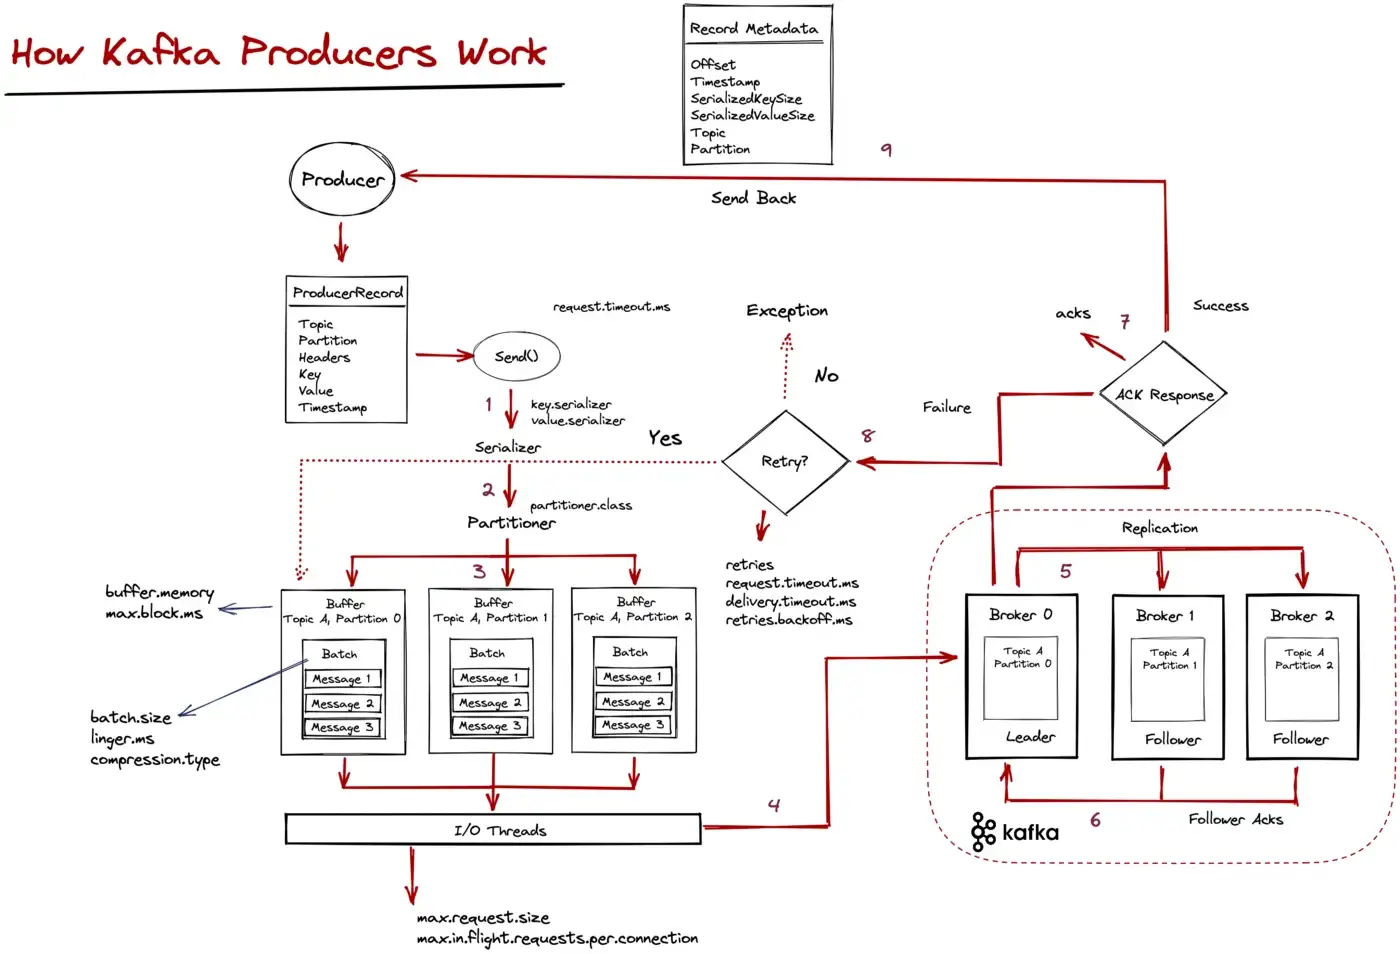 How Kafka Producers Work
Record Metadata
Offset
Timestamp
SerializedKeySize
SerializedValueSize
Topic
Partition
9
Send Back
Producer
ProducerRecord
Topic
Partition
Headers
Key
Value
Timestamp
request.timeout.ms
Send()
1
key.serializer
value.serializer
Serializer
2
partitioner.class
Partitioner
3
Exception
No
Yes
Retry?
8
Failure
retries
request.timeout.ms
delivery.timeout.ms
retries.backoff.ms
acks
7
Success
ACK Response
buffer.memory
max.block.ms
batch.size
linger.ms
compression.type
Buffer
Topic A, Partition 0
Batch
Message 1
Message 2
Message 3
Buffer
Topic A, Partition 1
Batch
Message 1
Message 2
Message 3
Buffer
Topic A, Partition 2
Batch
Message 1
Message 2
Message 3
I/O Threads
4
max.request.size
max.in.flight.requests.per.connection
Replication
5
Broker 0
Topic A
Partition 0
Leader
Broker 1
Topic A
Partition 1
Follower
Broker 2
Topic A
Partition 2
Follower
6
Follower Acks
kafka